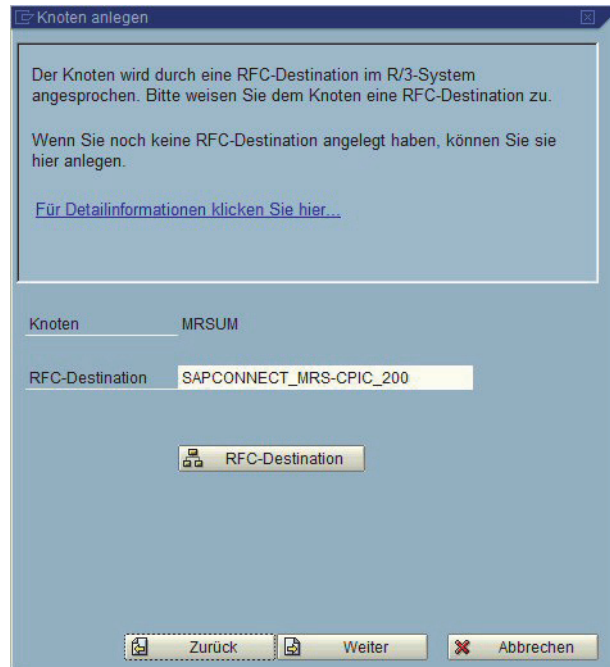 Knoten anlegen
Der Knoten wird durch eine RFC-Destination im R/3-System
angesprochen. Bitte weisen Sie dem Knoten eine RFC-Destination zu.
Wenn Sie noch keine RFC-Destination angelegt haben, können Sie sie
hier anlegen.
Für Detailinformationen klicken Sie hier...
Knoten MRSUM
RFC-Destination SAPCONNECT_MRS-CPIC_200
RFC-Destination
Zurück Weiter Abbrechen